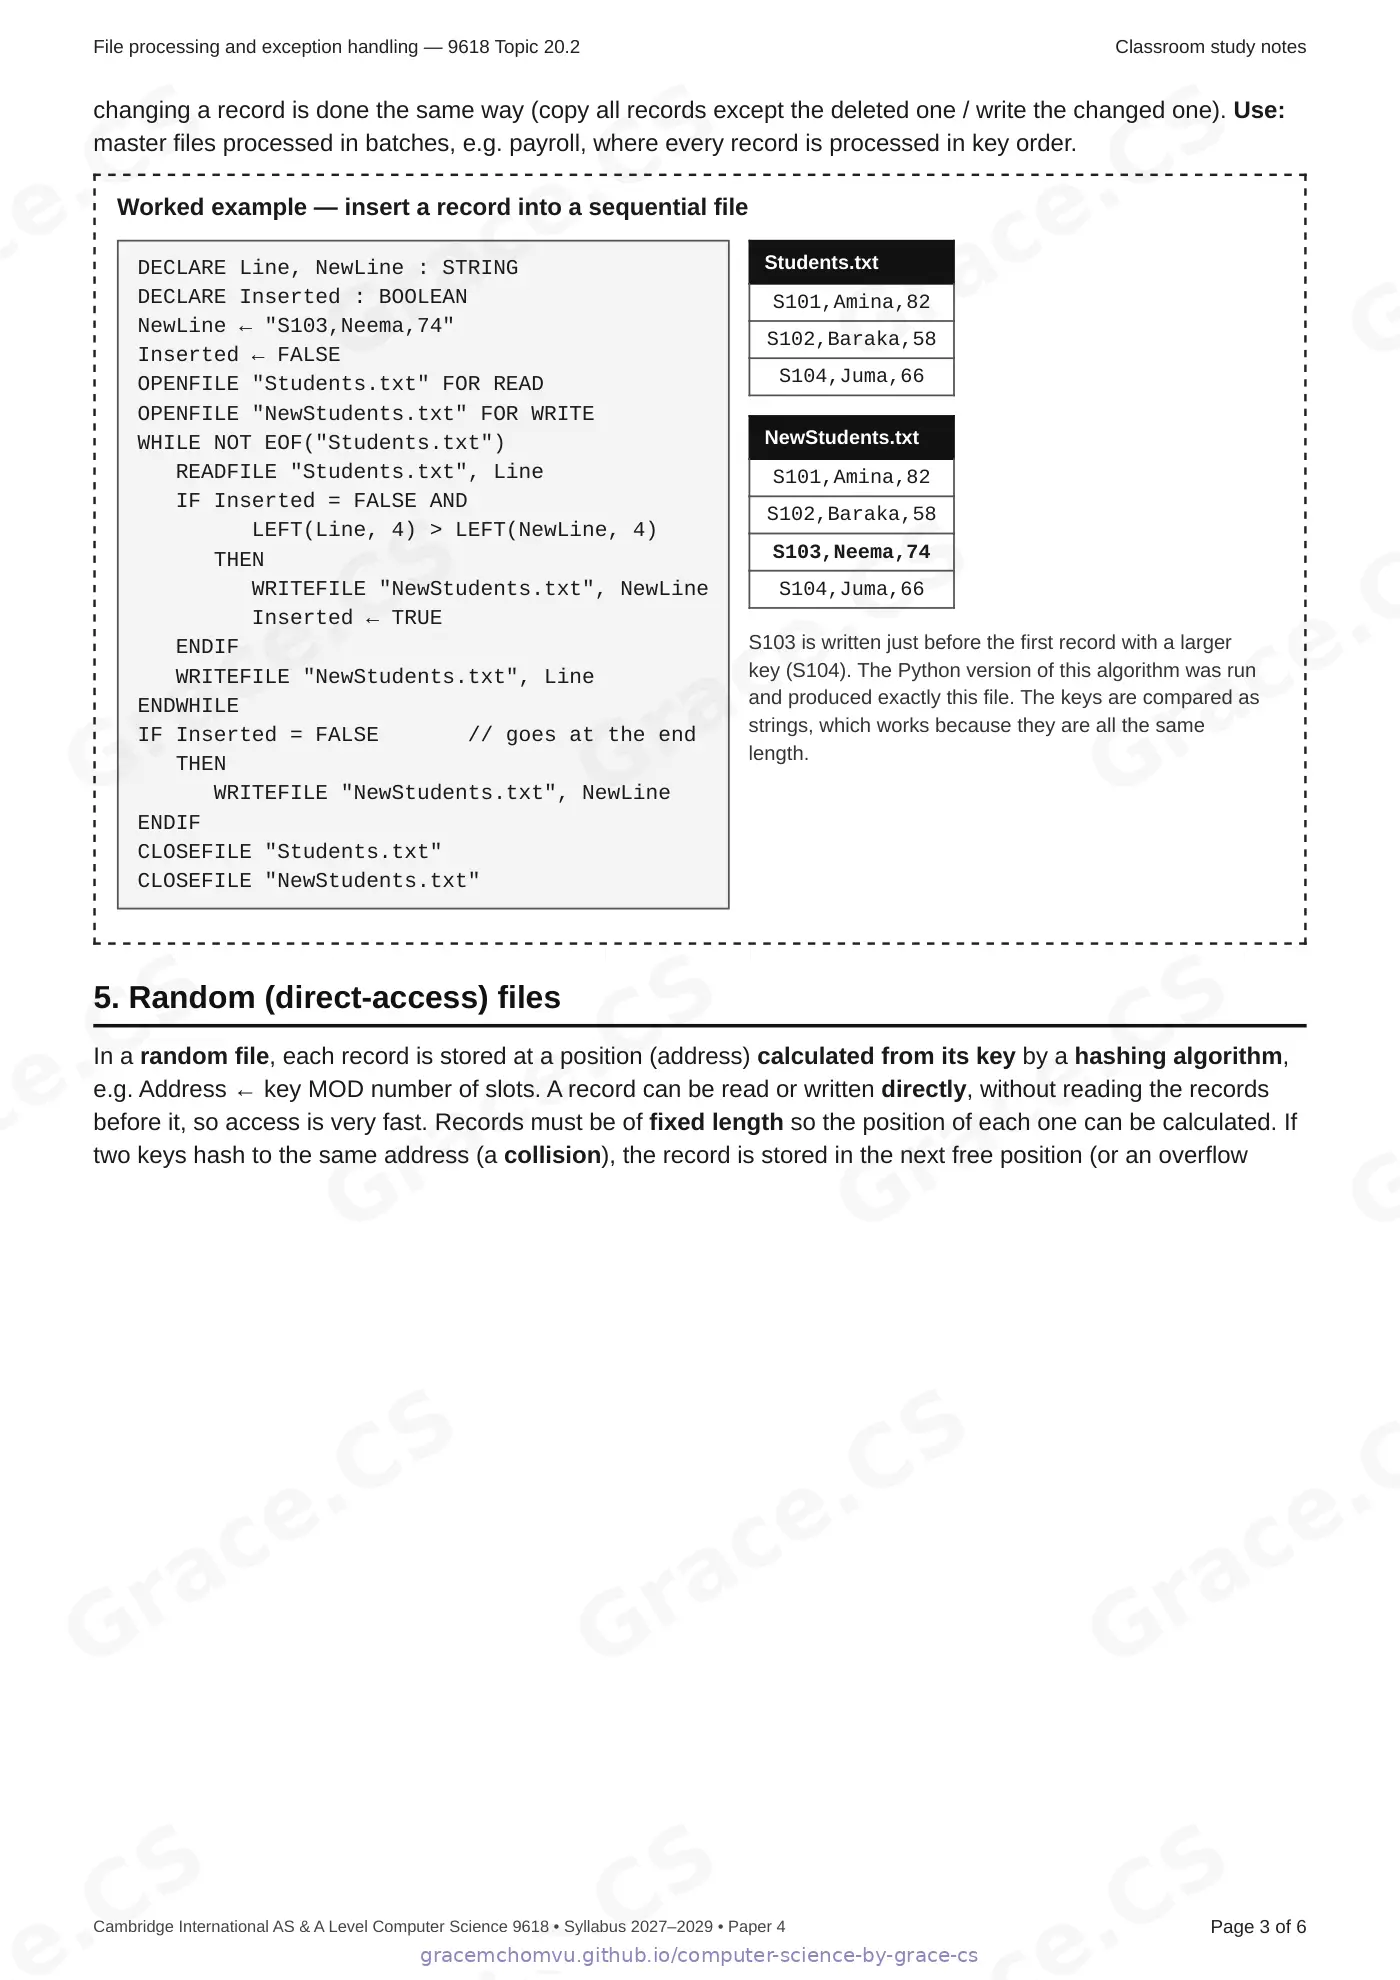 File processing and exception handling — 9618 Topic 20.2
Classroom study notes
changing a record is done the same way (copy all records except the deleted one / write the changed one). Use:
master files processed in batches, e.g. payroll, where every record is processed in key order.
Worked example — insert a record into a sequential file
DECLARE Line, NewLine : STRING
DECLARE Inserted : BOOLEAN
NewLine ← "S103,Neema,74"
Inserted ← FALSE
OPENFILE "Students.txt" FOR READ
OPENFILE "NewStudents.txt" FOR WRITE
WHILE NOT EOF("Students.txt")
   READFILE "Students.txt", Line
   IF Inserted = FALSE AND
         LEFT(Line, 4) > LEFT(NewLine, 4)
      THEN
         WRITEFILE "NewStudents.txt", NewLine
         Inserted ← TRUE
   ENDIF
   WRITEFILE "NewStudents.txt", Line
ENDWHILE
IF Inserted = FALSE       // goes at the end
   THEN
      WRITEFILE "NewStudents.txt", NewLine
ENDIF
CLOSEFILE "Students.txt"
CLOSEFILE "NewStudents.txt"
Students.txt
S101,Amina,82
S102,Baraka,58
S104,Juma,66
NewStudents.txt
S101,Amina,82
S102,Baraka,58
S103,Neema,74
S104,Juma,66
S103 is written just before the first record with a larger
key (S104). The Python version of this algorithm was run
and produced exactly this file. The keys are compared as
strings, which works because they are all the same
length.
5. Random (direct-access) files
In a random file, each record is stored at a position (address) calculated from its key by a hashing algorithm,
e.g. Address ← key MOD number of slots. A record can be read or written directly, without reading the records
before it, so access is very fast. Records must be of fixed length so the position of each one can be calculated. If
two keys hash to the same address (a collision), the record is stored in the next free position (or an overflow
Grace.CS
Cambridge International AS & A Level Computer Science 9618 • Syllabus 2027–2029 • Paper 4
Page 3 of 6
gracemchomvu.github.io/computer-science-by-grace-cs